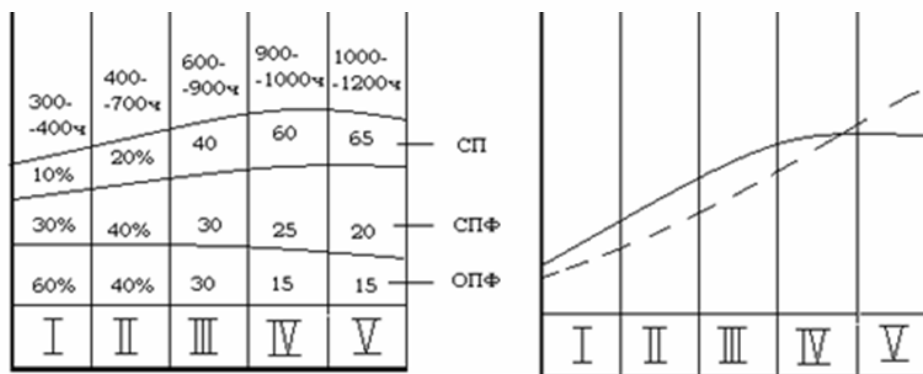 300-
-400ч
400-
-700ч
600-
-900ч
900-
-1000ч
1000-
-1200ч
10%
20%
40
60
65
СП
30%
40%
30
25
20
СПФ
60%
40%
30
15
15
ОПФ
I
II
III
IV
V
I
II
III
IV
V